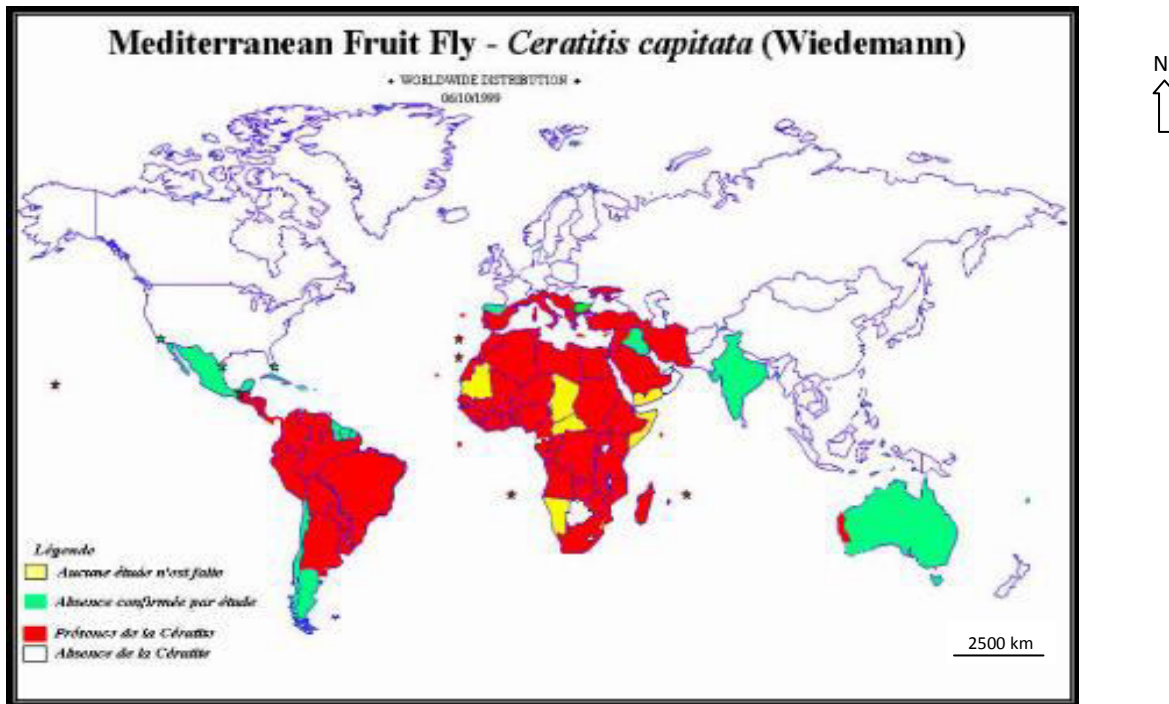 Mediterranean Fruit Fly - Ceratitis capitata (Wiedemann)
WORLDWIDE DISTRIBUTION
06/10/1999
N
Légende
Aucune étude n'est faite
Absence confirmée par étude
Présence de la Cératite
Absence de la Cératite
2500 km